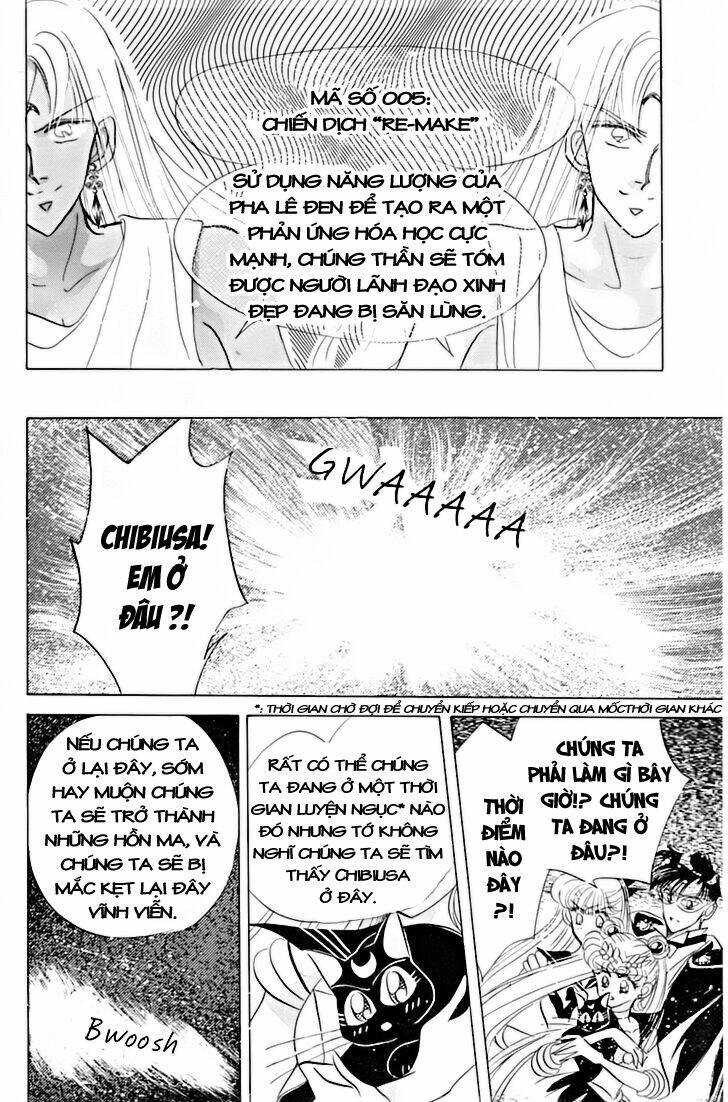 MÃ SỐ 005:
CHIẾN DỊCH "RE-MAKE"
SỬ DỤNG NĂNG LƯỢNG CỦA
PHA LÊ ĐEN ĐỂ TẠO RA MỘT
PHẢN ỨNG HÓA HỌC CỰC
MẠNH, CHÚNG THẦN SẼ TÓM
ĐƯỢC NGƯỜI LÃNH ĐẠO XINH
ĐẸP ĐANG BỊ SĂN LÙNG.
GWAAAAA
CHIBIUSA!
EM Ở
ĐÂU ?!
*: THỜI GIAN CHỜ ĐỢI ĐỂ CHUYỂN KIẾP HOẶC CHUYỂN QUA MỐCTHỜI GIAN KHÁC
NẾU CHÚNG TA
Ở LẠI ĐÂY, SỚM
HAY MUỘN CHÚNG
TA SẼ TRỞ THÀNH
NHỮNG HỒN MA, VÀ
CHÚNG TA SẼ BỊ
MẮC KẸT LẠI ĐÂY
VĨNH VIỄN.
Bwoosh
RẤT CÓ THỂ CHÚNG
TA ĐANG Ở MỘT THỜI
GIAN LUYỆN NGỤC* NÀO
ĐÓ NHƯNG TỚ KHÔNG
NGHĨ CHÚNG TA SẼ TÌM
THẤY CHIBIUSA
Ở ĐÂY.
CHÚNG TA
PHẢI LÀM GÌ BÂY
GIỜ!? CHÚNG
TA ĐANG Ở
ĐÂU?!
THỜI
ĐIỂM
NÀO
ĐÂY
?!